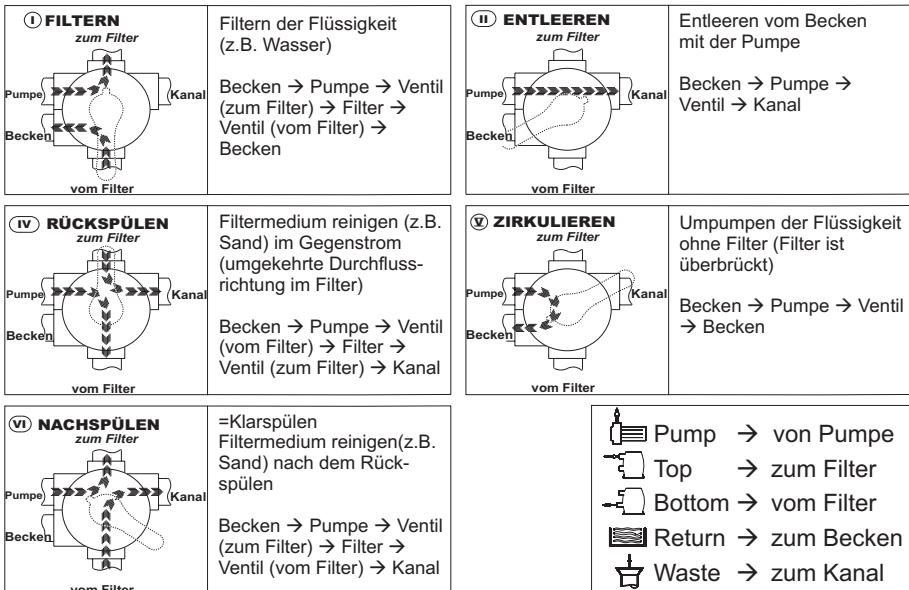 I FILTERN
zum Filter
Pumpe
Kanal
Becken
vom Filter
Filtern der Flüssigkeit
(z.B. Wasser)
Becken → Pumpe → Ventil
(zum Filter) → Filter →
Ventil (vom Filter) →
Becken
II ENTLEEREN
zum Filter
Pumpe
Kanal
Becken
vom Filter
Entleeren vom Becken
mit der Pumpe
Becken → Pumpe →
Ventil → Kanal
IV RÜCKSPÜLEN
zum Filter
Pumpe
Kanal
Becken
vom Filter
Filtermedium reinigen (z.B.
Sand) im Gegenstrom
(umgekehrte Durchfluss-
richtung im Filter)
Becken → Pumpe → Ventil
(vom Filter) → Filter →
Ventil (zum Filter) → Kanal
V ZIRKULIEREN
zum Filter
Pumpe
Kanal
Becken
vom Filter
Umpumpen der Flüssigkeit
ohne Filter (Filter ist
überbrückt)
Becken → Pumpe → Ventil
→ Becken
VI NACHSPÜLEN
zum Filter
Pumpe
Kanal
Becken
vom Filter
=Klarspülen
Filtermedium reinigen(z.B.
Sand) nach dem Rück-
spülen
Becken → Pumpe → Ventil
(zum Filter) → Filter →
Ventil (vom Filter) → Kanal
Pump → von Pumpe
Top → zum Filter
Bottom → vom Filter
Return → zum Becken
Waste → zum Kanal